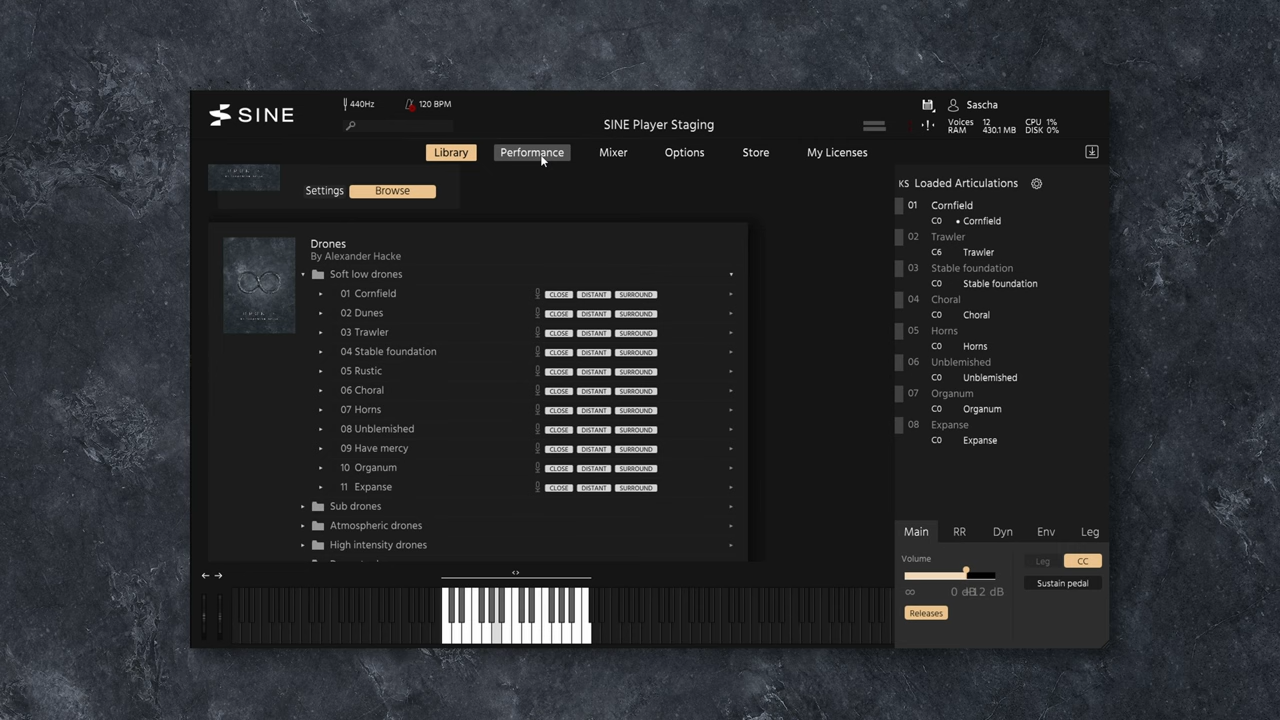 SINE
440Hz
120 BPM
SINE Player Staging
Sascha
Voices 12 CPU 1%
RAM 430.1 MB DISK 0%
Library Performance Mixer Options Store My Licenses
Settings Browse
Drones
By Alexander Hacke
Soft low drones
01 Cornfield CLOSE DISTANT SURROUND
02 Dunes CLOSE DISTANT SURROUND
03 Trawler CLOSE DISTANT SURROUND
04 Stable foundation CLOSE DISTANT SURROUND
05 Rustic CLOSE DISTANT SURROUND
06 Choral CLOSE DISTANT SURROUND
07 Horns CLOSE DISTANT SURROUND
08 Unblemished CLOSE DISTANT SURROUND
09 Have mercy CLOSE DISTANT SURROUND
10 Organum CLOSE DISTANT SURROUND
11 Expanse CLOSE DISTANT SURROUND
Sub drones
Atmospheric drones
High intensity drones
KS Loaded Articulations
01 Cornfield
C0 • Cornfield
02 Trawler
C6 Trawler
03 Stable foundation
C0 Stable foundation
04 Choral
C0 Choral
05 Horns
C0 Horns
06 Unblemished
C0 Unblemished
07 Organum
C0 Organum
08 Expanse
C0 Expanse
Main RR Dyn Env Leg
Volume
Leg CC
Sustain pedal
∞ 0 dB
Releases